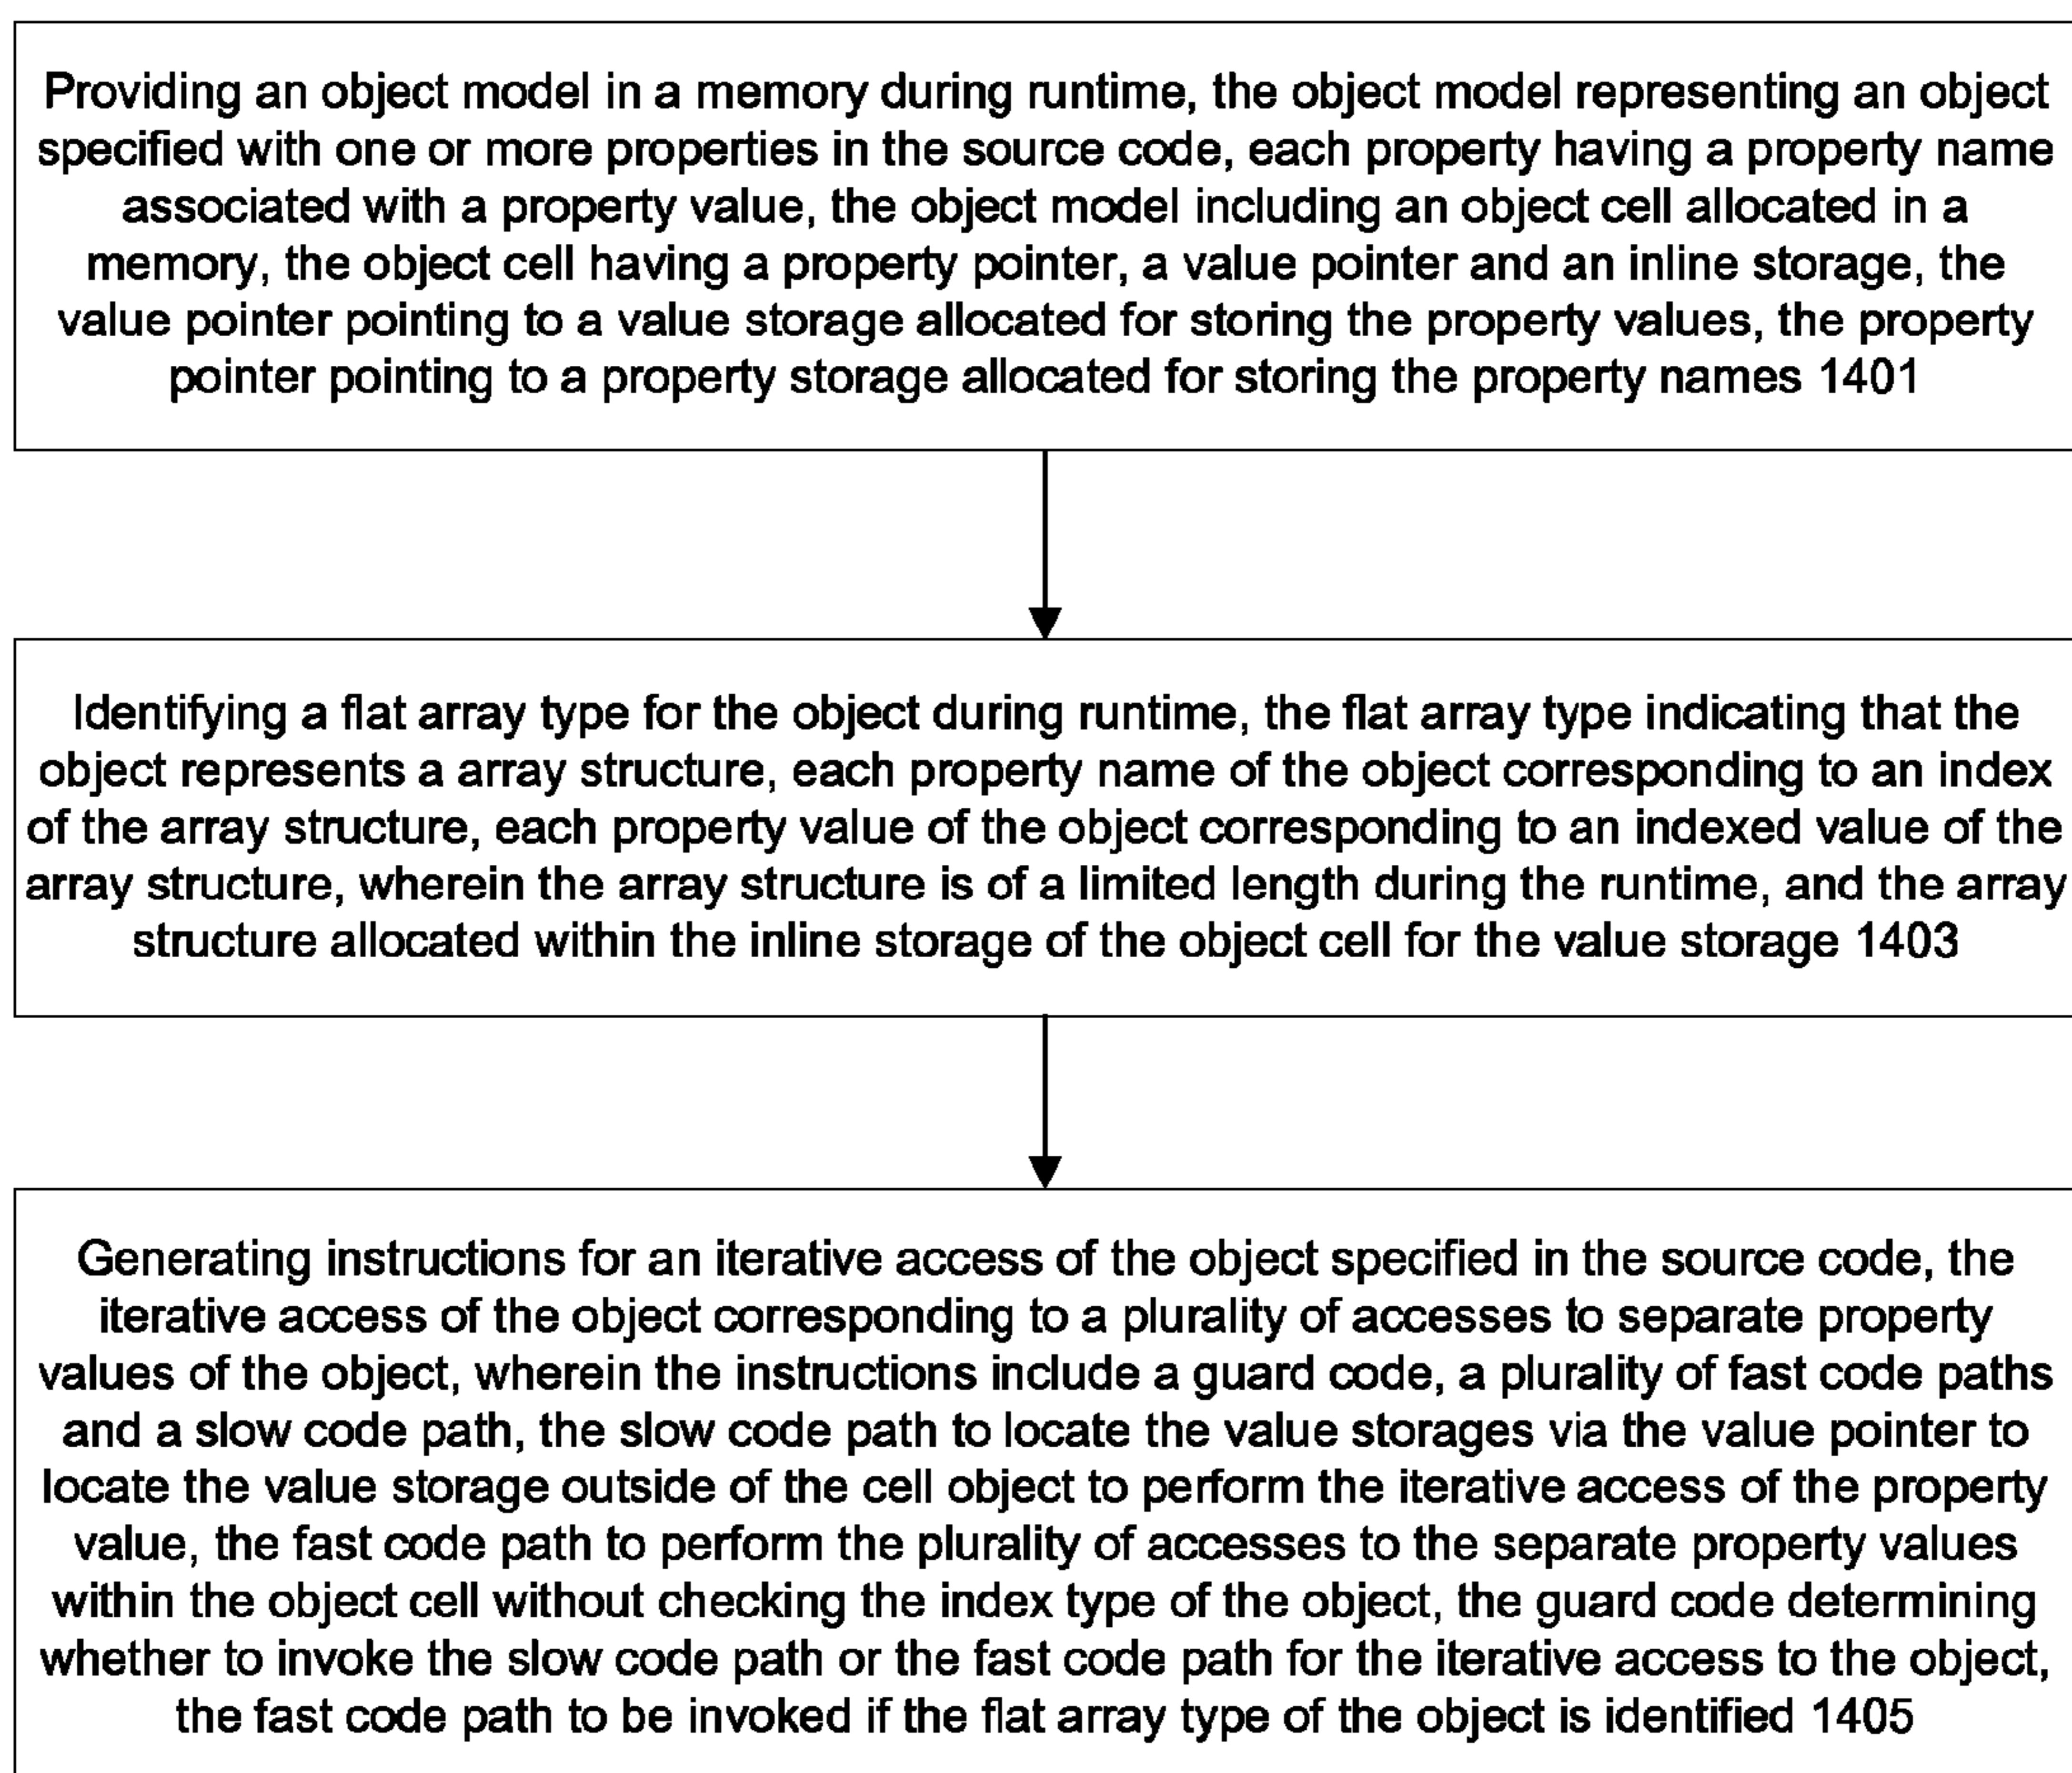 Providing an object model in a memory during runtime, the object model representing an object
specified with one or more properties in the source code, each property having a property name
associated with a property value, the object model including an object cell allocated in a
memory, the object cell having a property pointer, a value pointer and an inline storage, the
value pointer pointing to a value storage allocated for storing the property values, the property
pointer pointing to a property storage allocated for storing the property names 1401
Identifying a flat array type for the object during runtime, the flat array type indicating that the
object represents a array structure, each property name of the object corresponding to an index
of the array structure, each property value of the object corresponding to an indexed value of the
array structure, wherein the array structure is of a limited length during the runtime, and the array
structure allocated within the inline storage of the object cell for the value storage 1403
Generating instructions for an iterative access of the object specified in the source code, the
iterative access of the object corresponding to a plurality of accesses to separate property
values of the object, wherein the instructions include a guard code, a plurality of fast code paths
and a slow code path, the slow code path to locate the value storages via the value pointer to
locate the value storage outside of the cell object to perform the iterative access of the property
value, the fast code path to perform the plurality of accesses to the separate property values
within the object cell without checking the index type of the object, the guard code determining
whether to invoke the slow code path or the fast code path for the iterative access to the object,
the fast code path to be invoked if the flat array type of the object is identified 1405